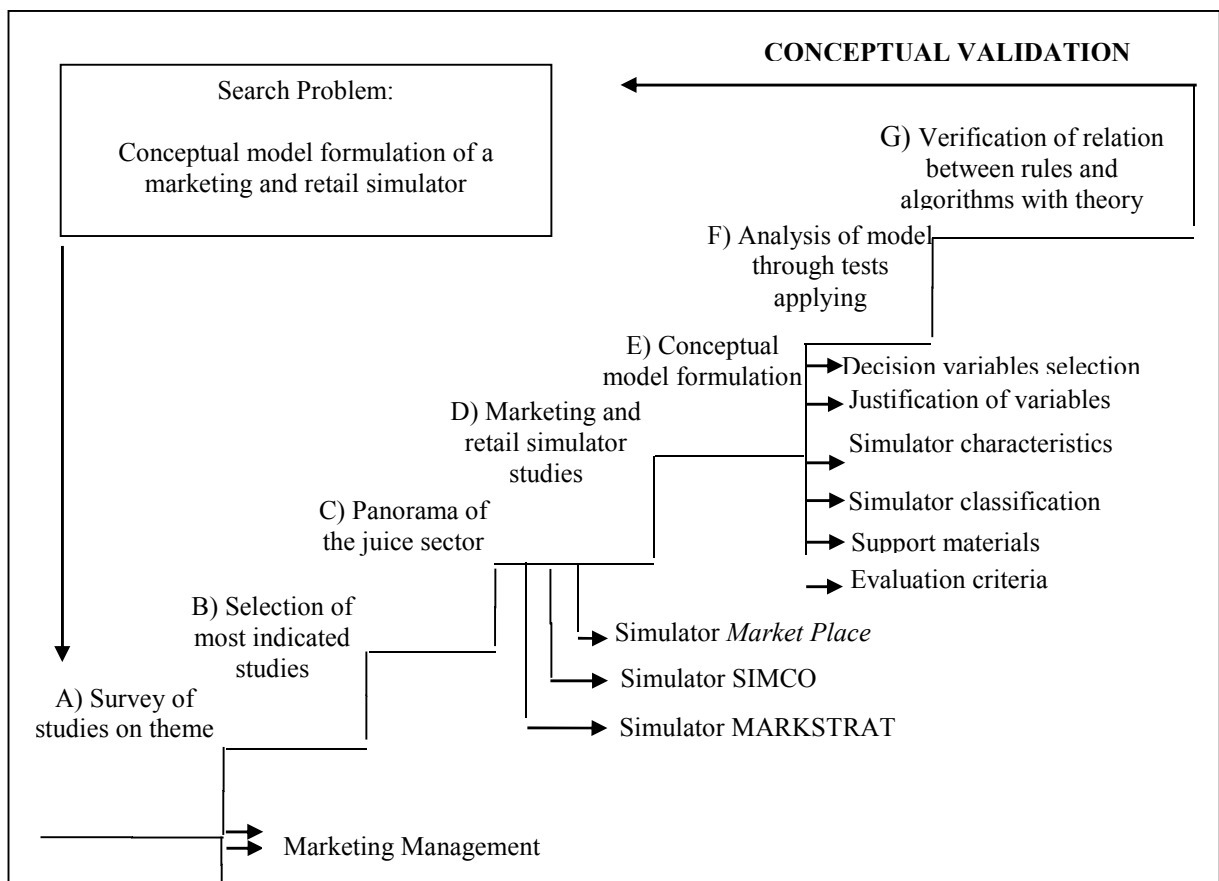 CONCEPTUAL VALIDATION
Search Problem:
Conceptual model formulation of a
marketing and retail simulator
G) Verification of relation
between rules and
algorithms with theory
F) Analysis of model
through tests
applying
E) Conceptual
model formulation
Decision variables selection
Justification of variables
Simulator characteristics
Simulator classification
Support materials
Evaluation criteria
D) Marketing and
retail simulator
studies
C) Panorama of
the juice sector
Simulator Market Place
Simulator SIMCO
Simulator MARKSTRAT
B) Selection of
most indicated
studies
A) Survey of
studies on theme
Marketing Management